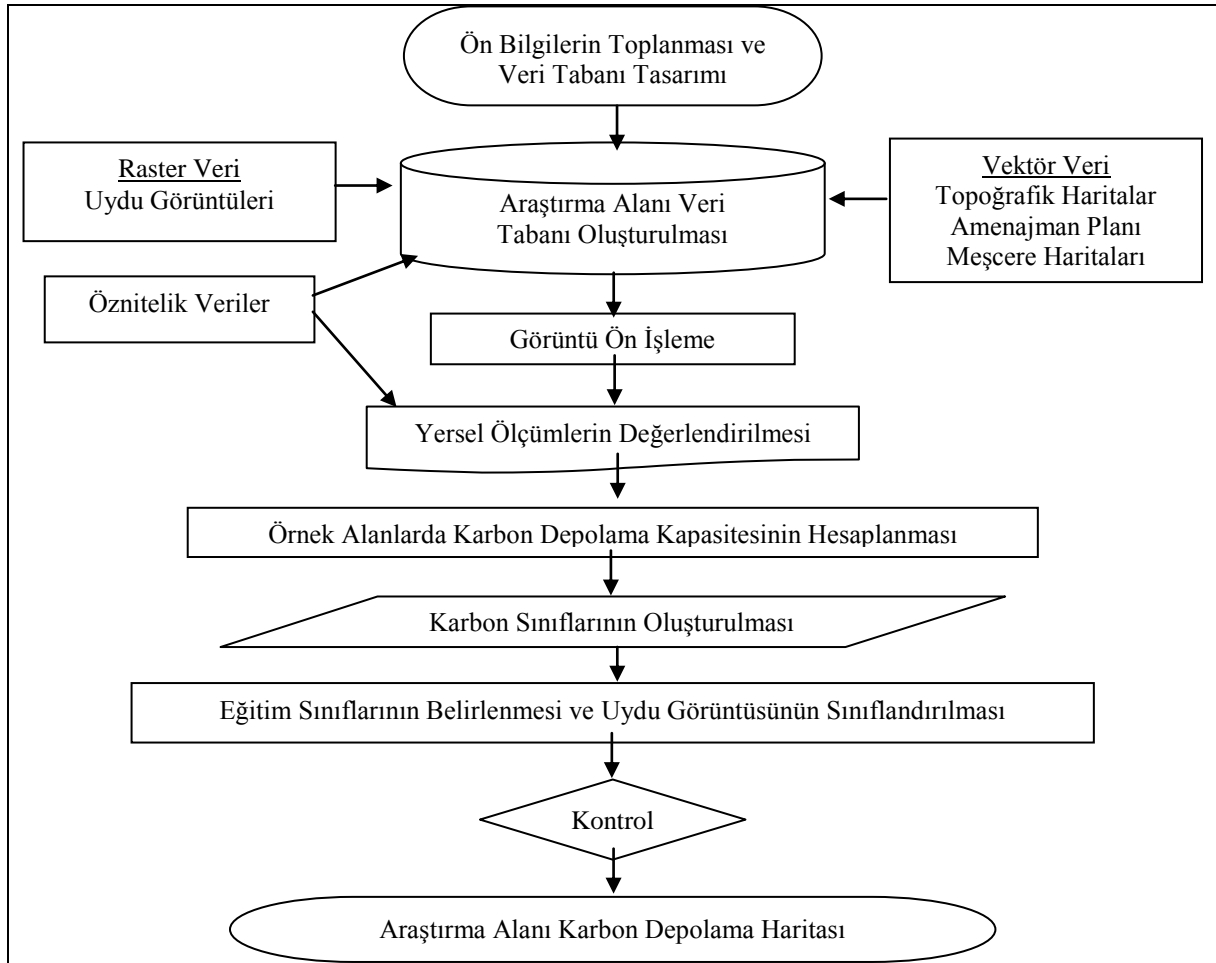 Ön Bilgilerin Toplanması ve
Veri Tabanı Tasarımı
Raster Veri
Uydu Görüntüleri
Araştırma Alanı Veri
Tabanı Oluşturulması
Vektör Veri
Topoğrafik Haritalar
Amenajman Planı
Meşcere Haritaları
Öznitelik Veriler
Görüntü Ön İşleme
Yersel Ölçümlerin Değerlendirilmesi
Örnek Alanlarda Karbon Depolama Kapasitesinin Hesaplanması
Karbon Sınıflarının Oluşturulması
Eğitim Sınıflarının Belirlenmesi ve Uydu Görüntüsünün Sınıflandırılması
Kontrol
Araştırma Alanı Karbon Depolama Haritası